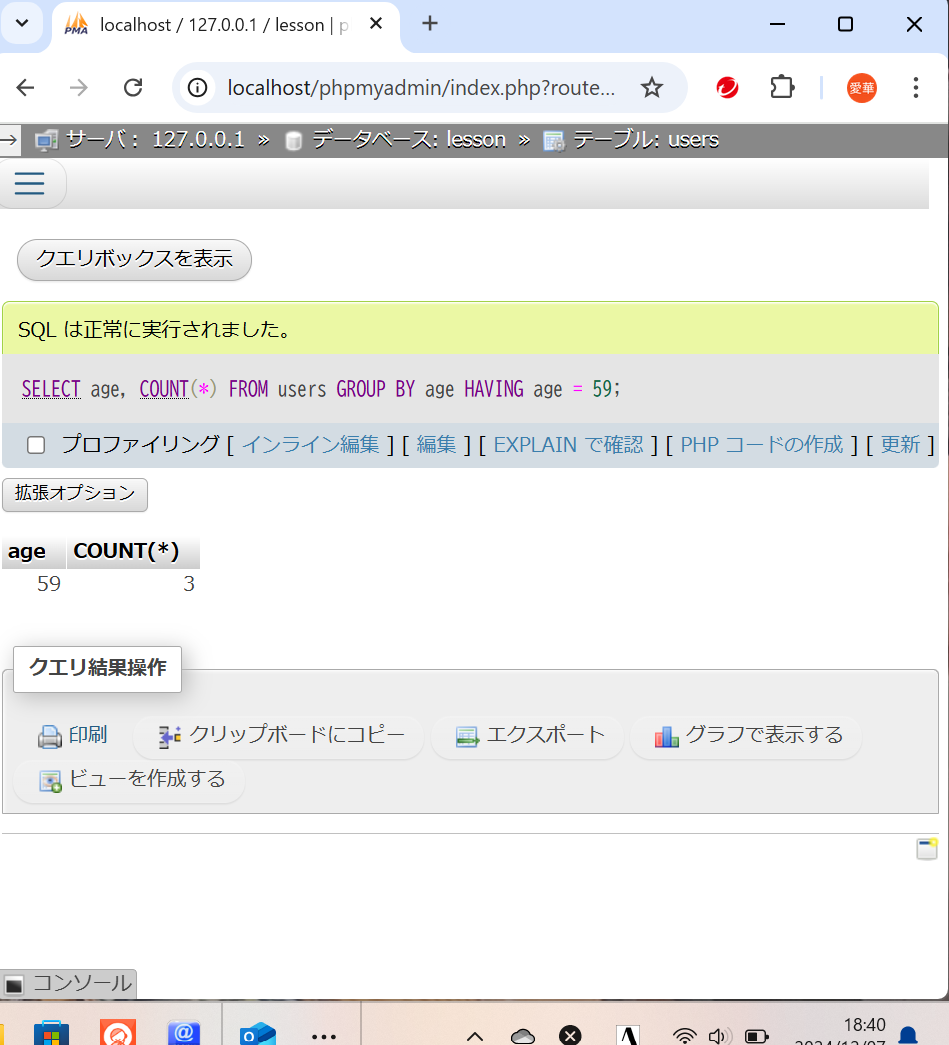 localhost / 127.0.0.1 / lesson | p
localhost/phpmyadmin/index.php?route...
愛華
サーバ： 127.0.0.1 » データベース: lesson » テーブル: users
クエリボックスを表示
SQL は正常に実行されました。
SELECT age, COUNT(*) FROM users GROUP BY age HAVING age = 59;
プロファイリング [ インライン編集 ] [ 編集 ] [ EXPLAIN で確認 ] [ PHP コードの作成 ] [ 更新 ]
拡張オプション
age COUNT(*)
59 3
クエリ結果操作
印刷 クリップボードにコピー エクスポート グラフで表示する
ビューを作成する
コンソール
18:40
2024/12/07